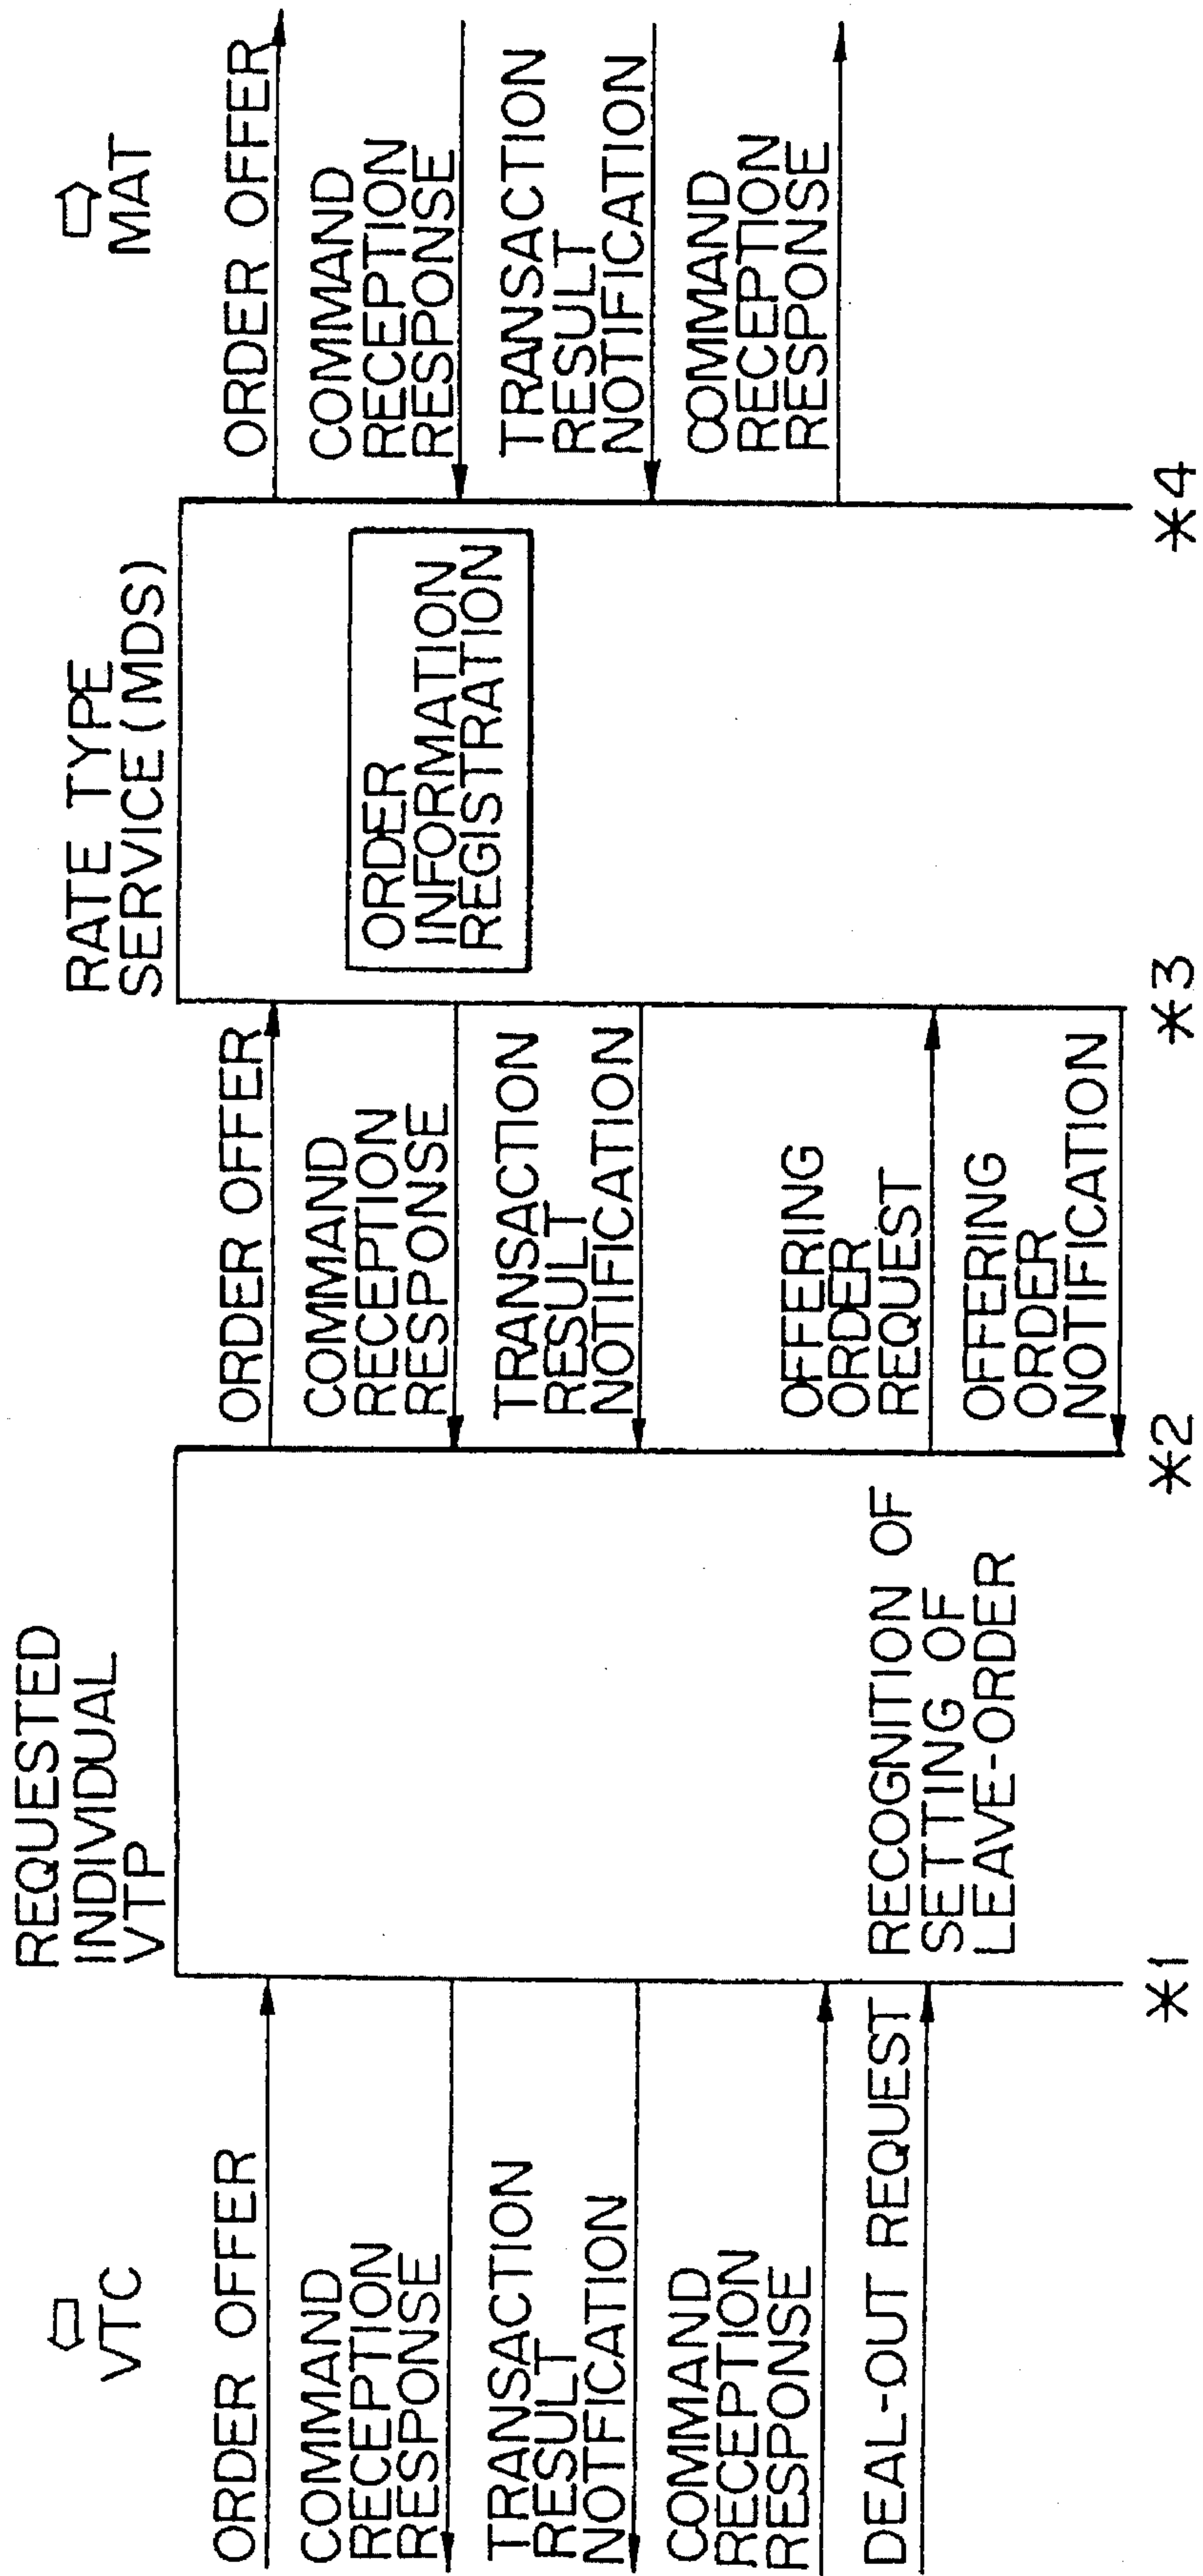 VTC
REQUESTED
INDIVIDUAL
VTP
RATE TYPE
SERVICE(MDS)
MAT
ORDER OFFER
COMMAND
RECEPTION
RESPONSE
TRANSACTION
RESULT
NOTIFICATION
COMMAND
RECEPTION
RESPONSE
DEAL-OUT REQUEST
RECOGNITION OF
SETTING OF
LEAVE-ORDER
ORDER OFFER
COMMAND
RECEPTION
RESPONSE
TRANSACTION
RESULT
NOTIFICATION
OFFERING
ORDER
REQUEST
OFFERING
ORDER
NOTIFICATION
ORDER
INFORMATION
REGISTRATION
ORDER OFFER
COMMAND
RECEPTION
RESPONSE
TRANSACTION
RESULT
NOTIFICATION
COMMAND
RECEPTION
RESPONSE
*1
*2
*3
*4